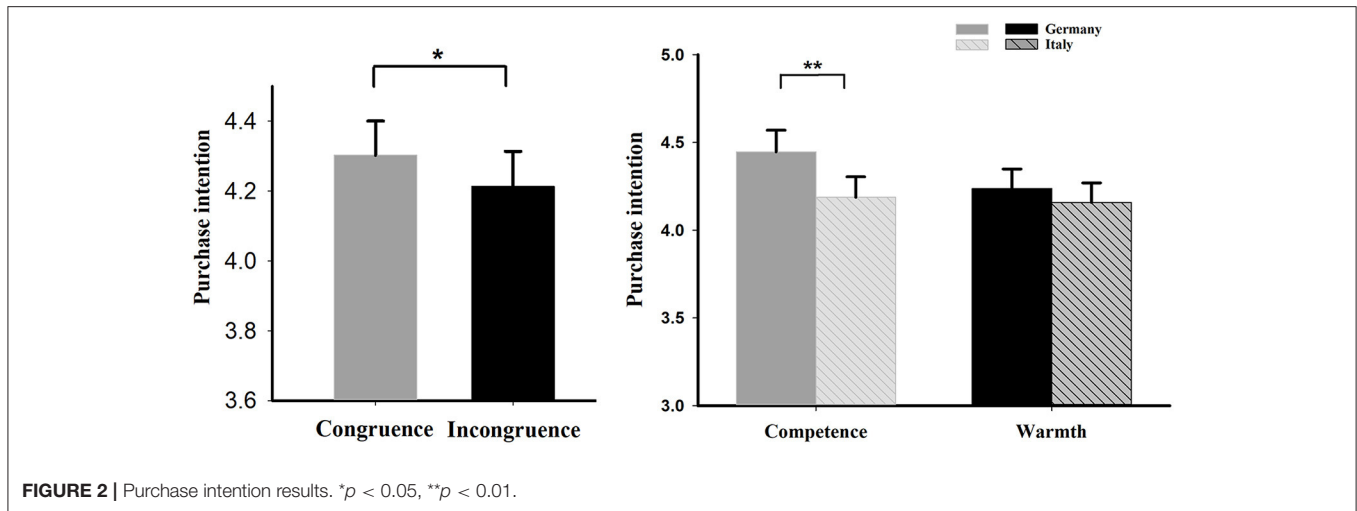 *
4.4
4.2
4.0
3.8
3.6
Purchase intention
Congruence Incongruence
Germany
Italy
**
5.0
4.5
4.0
3.5
3.0
Purchase intention
Competence Warmth
FIGURE 2 | Purchase intention results. *p < 0.05, **p < 0.01.